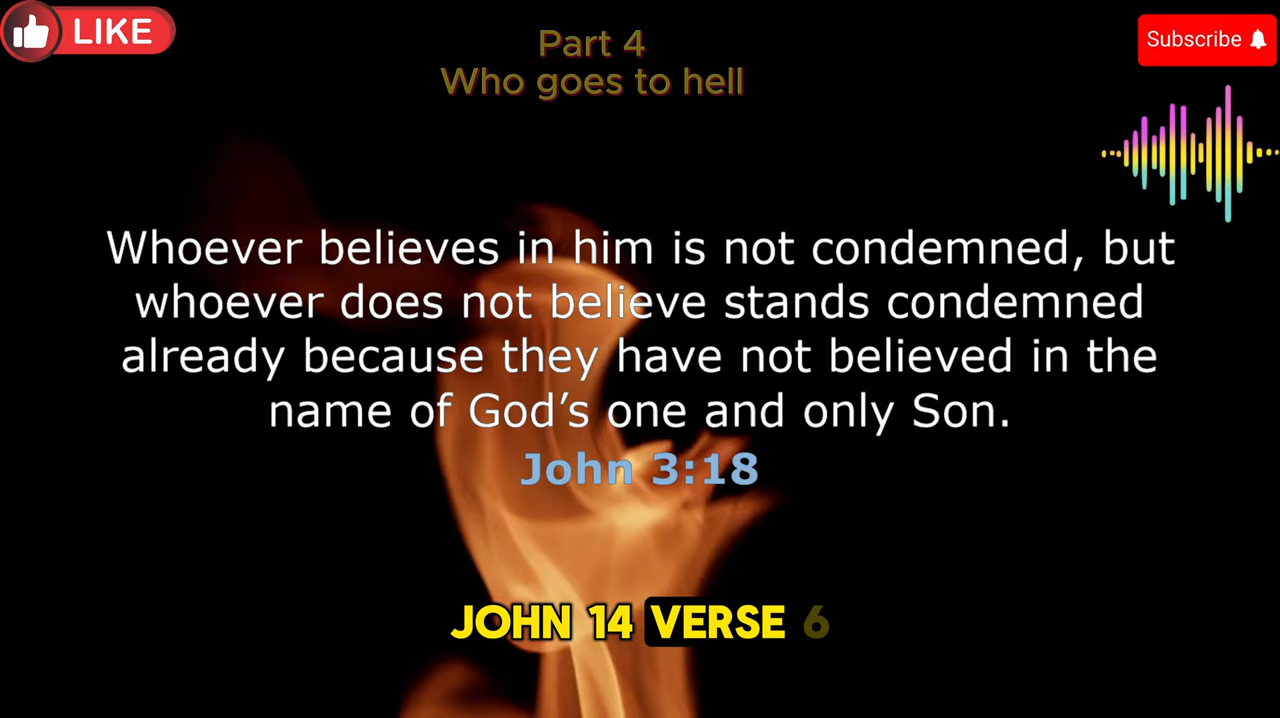 LIKE
Part 4
Who goes to hell
Subscribe
Whoever believes in him is not condemned, but
whoever does not believe stands condemned
already because they have not believed in the
name of God’s one and only Son.
John 3:18
JOHN 14 VERSE 6